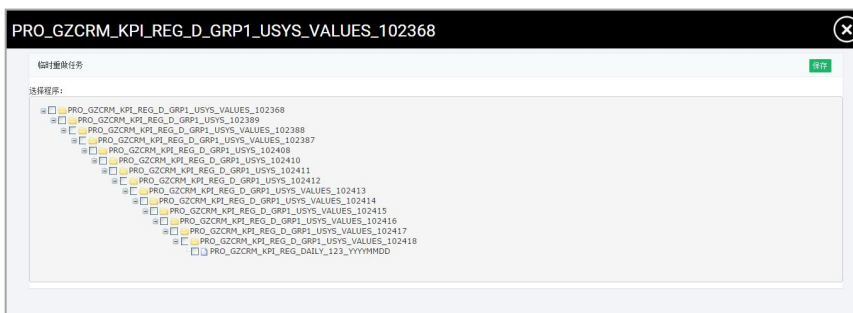 PRO_GZCRM_KPI_REG_D_GRP1_USYS_VALUES_102368
临时重做任务
保存
选择程序：
PRO_GZCRM_KPI_REG_D_GRP1_USYS_VALUES_102368
PRO_GZCRM_KPI_REG_D_GRP1_USYS_102389
PRO_GZCRM_KPI_REG_D_GRP1_USYS_VALUES_102388
PRO_GZCRM_KPI_REG_D_GRP1_USYS_VALUES_102387
PRO_GZCRM_KPI_REG_D_GRP1_USYS_102408
PRO_GZCRM_KPI_REG_D_GRP1_USYS_102410
PRO_GZCRM_KPI_REG_D_GRP1_USYS_102411
PRO_GZCRM_KPI_REG_D_GRP1_USYS_102412
PRO_GZCRM_KPI_REG_D_GRP1_USYS_VALUES_102413
PRO_GZCRM_KPI_REG_D_GRP1_USYS_VALUES_102414
PRO_GZCRM_KPI_REG_D_GRP1_USYS_VALUES_102415
PRO_GZCRM_KPI_REG_D_GRP1_USYS_VALUES_102416
PRO_GZCRM_KPI_REG_D_GRP1_USYS_VALUES_102417
PRO_GZCRM_KPI_REG_D_GRP1_USYS_VALUES_102418
PRO_GZCRM_KPI_REG_DAILY_123_YYYYMMDD